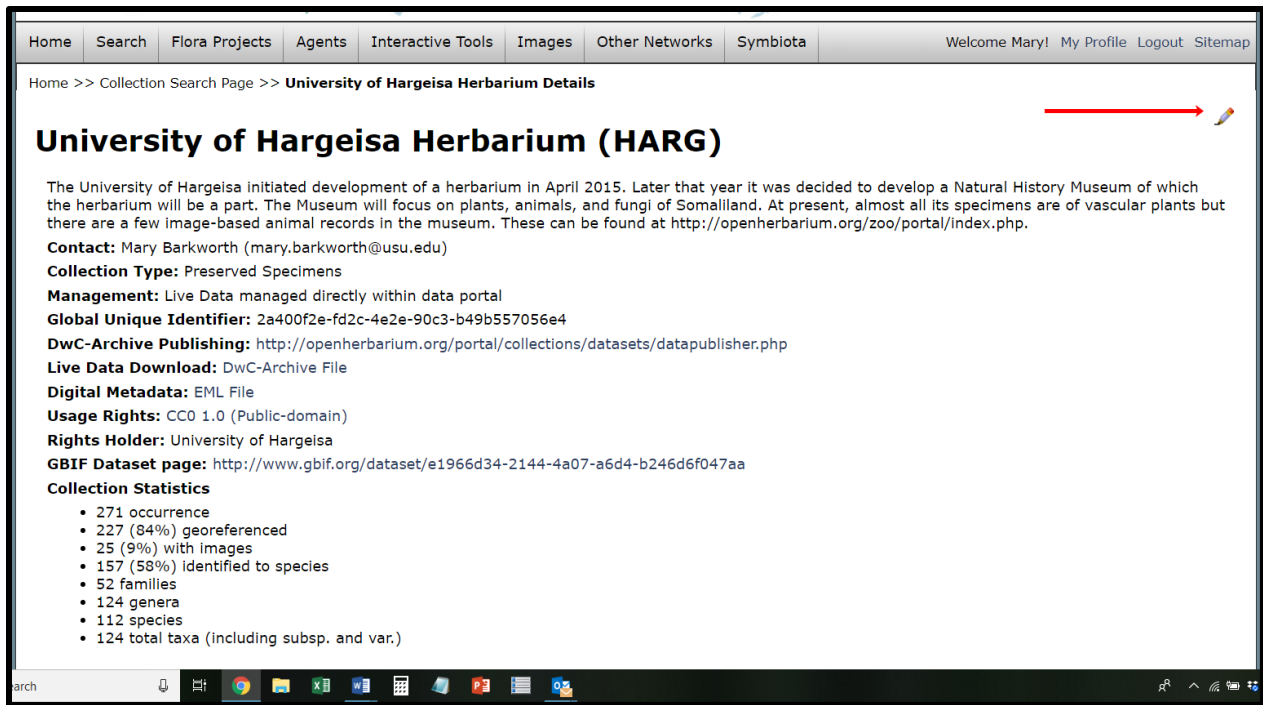 Home Search Flora Projects Agents Interactive Tools Images Other Networks Symbiota Welcome Mary! My Profile Logout Sitemap
Home >> Collection Search Page >> University of Hargeisa Herbarium Details
University of Hargeisa Herbarium (HARG)
The University of Hargeisa initiated development of a herbarium in April 2015. Later that year it was decided to develop a Natural History Museum of which
the herbarium will be a part. The Museum will focus on plants, animals, and fungi of Somaliland. At present, almost all its specimens are of vascular plants but
there are a few image-based animal records in the museum. These can be found at http://openherbarium.org/zoo/portal/index.php.
Contact: Mary Barkworth (mary.barkworth@usu.edu)
Collection Type: Preserved Specimens
Management: Live Data managed directly within data portal
Global Unique Identifier: 2a400f2e-fd2c-4e2e-90c3-b49b557056e4
DwC-Archive Publishing: http://openherbarium.org/portal/collections/datasets/datapublisher.php
Live Data Download: DwC-Archive File
Digital Metadata: EML File
Usage Rights: CC0 1.0 (Public-domain)
Rights Holder: University of Hargeisa
GBIF Dataset page: http://www.gbif.org/dataset/e1966d34-2144-4a07-a6d4-b246d6f047aa
Collection Statistics
• 271 occurrence
• 227 (84%) georeferenced
• 25 (9%) with images
• 157 (58%) identified to species
• 52 families
• 124 genera
• 112 species
• 124 total taxa (including subsp. and var.)
earch